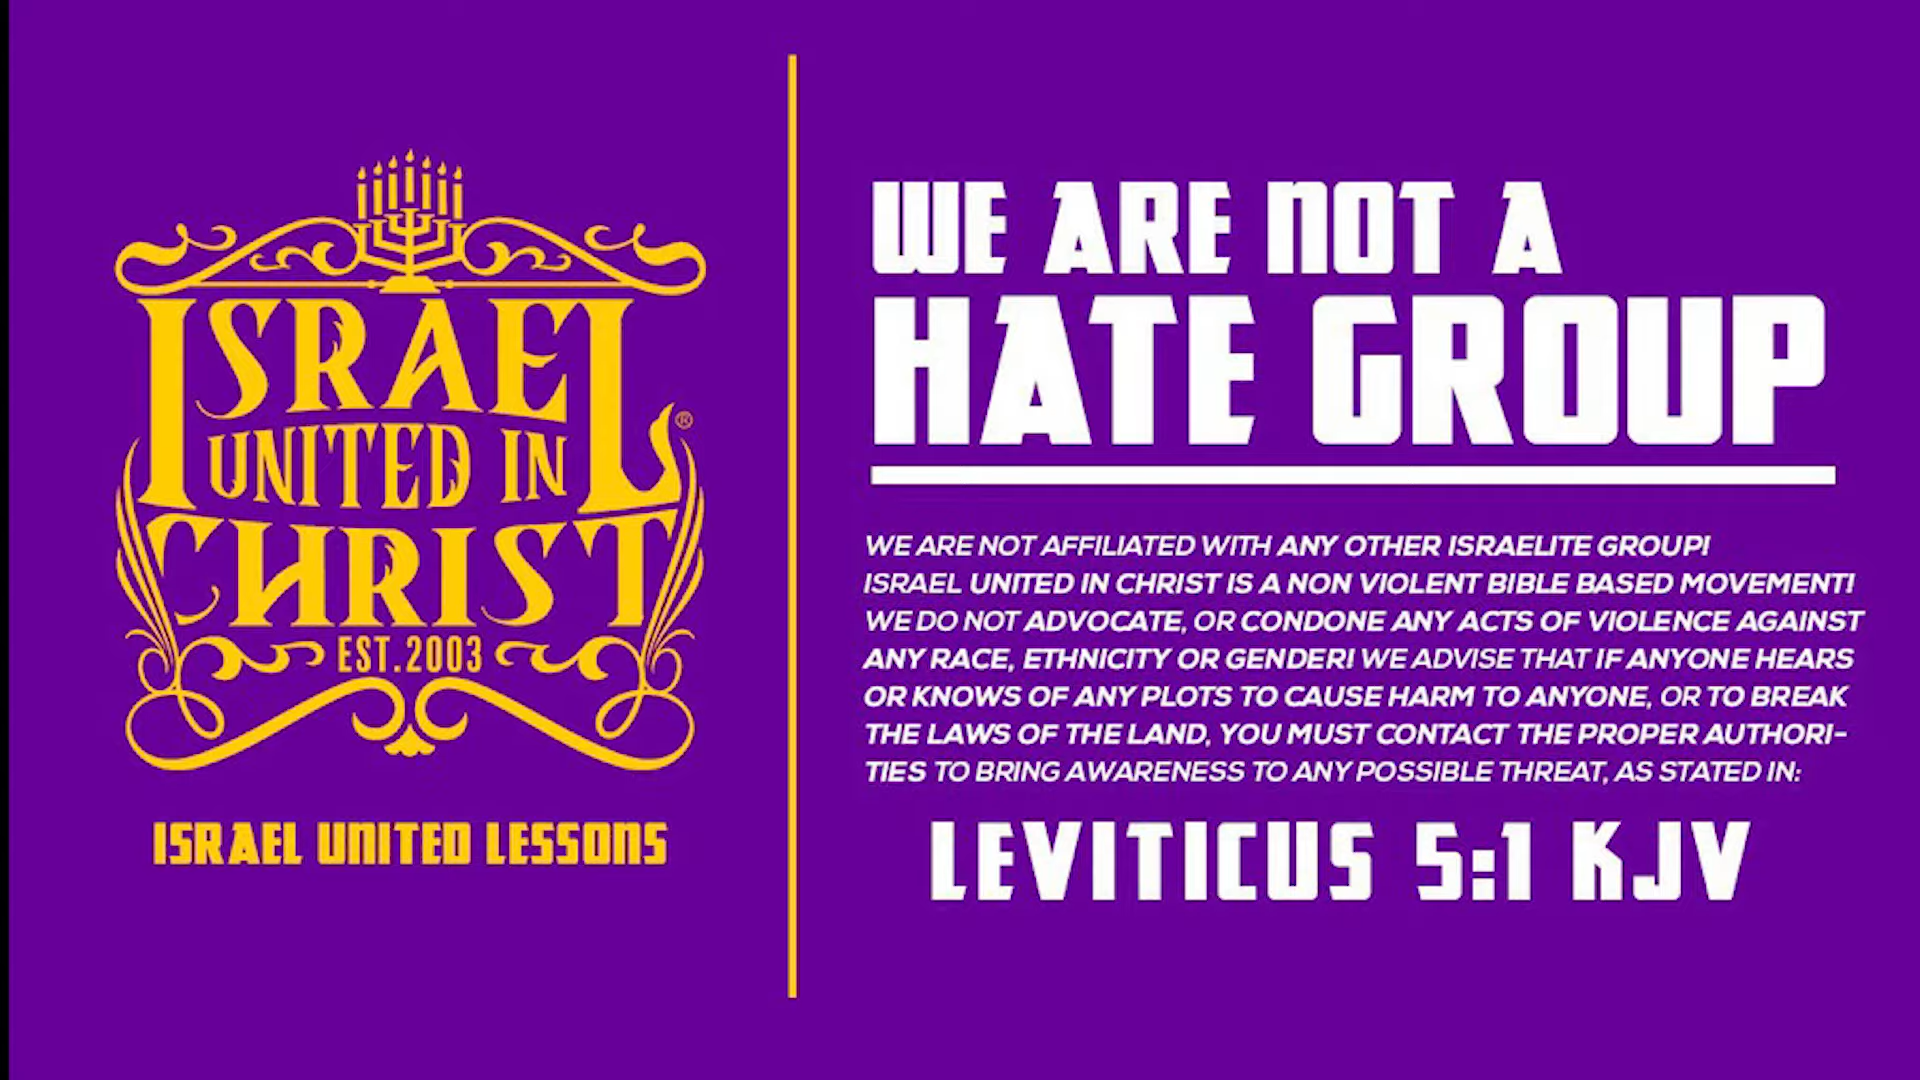 ISRAEL
UNITED IN
CHRIST
®
EST.2003
ISRAEL UNITED LESSONS
WE ARE NOT A
HATE GROUP
WE ARE NOT AFFILIATED WITH ANY OTHER ISRAELITE GROUP!
ISRAEL UNITED IN CHRIST IS A NON VIOLENT BIBLE BASED MOVEMENT!
WE DO NOT ADVOCATE, OR CONDONE ANY ACTS OF VIOLENCE AGAINST
ANY RACE, ETHNICITY OR GENDER! WE ADVISE THAT IF ANYONE HEARS
OR KNOWS OF ANY PLOTS TO CAUSE HARM TO ANYONE, OR TO BREAK
THE LAWS OF THE LAND, YOU MUST CONTACT THE PROPER AUTHORI-
TIES TO BRING AWARENESS TO ANY POSSIBLE THREAT, AS STATED IN:
LEVITICUS 5:1 KJV